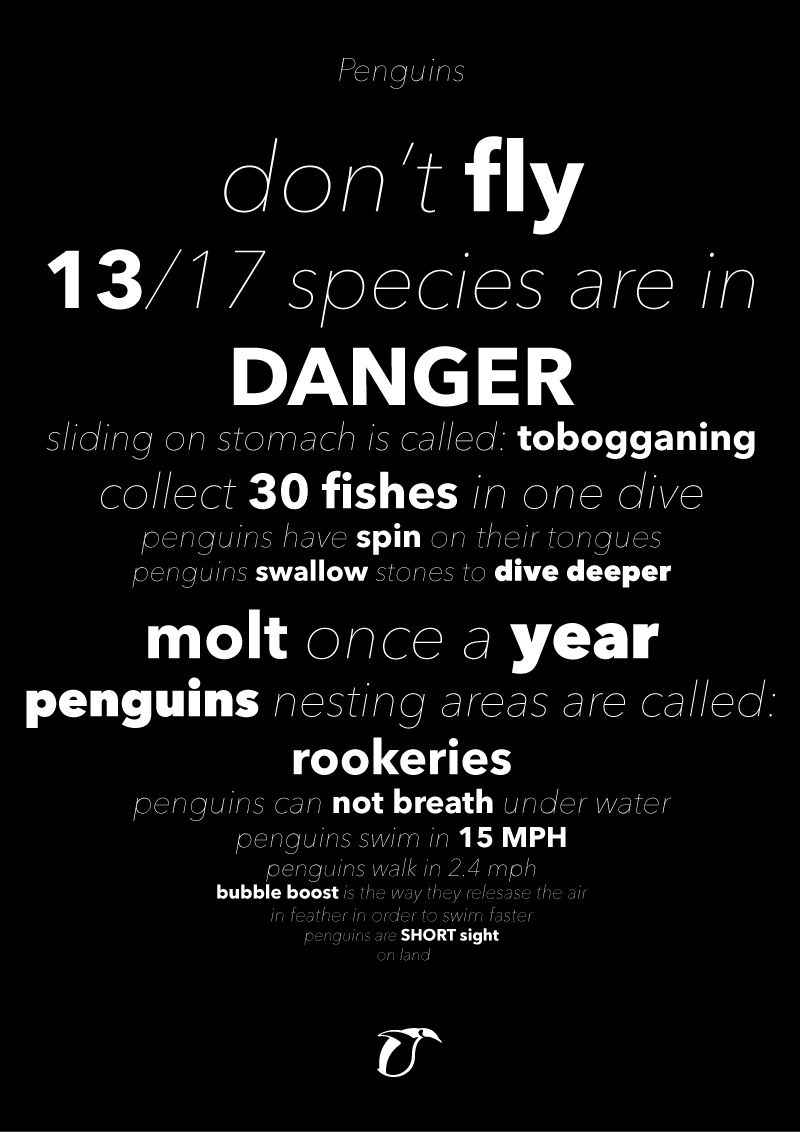 Penguins
don't fly
13/17 species are in
DANGER
sliding on stomach is called: tobogganing
collect 30 fishes in one dive
penguins have spin on their tongues
penguins swallow stones to dive deeper
molt once a year
penguins nesting areas are called:
rookeries
penguins can not breath under water
penguins swim in 15 MPH
penguins walk in 2.4 mph
bubble boost is the way they relesase the air
in feather in order to swim faster
penguins are SHORT sight
on land